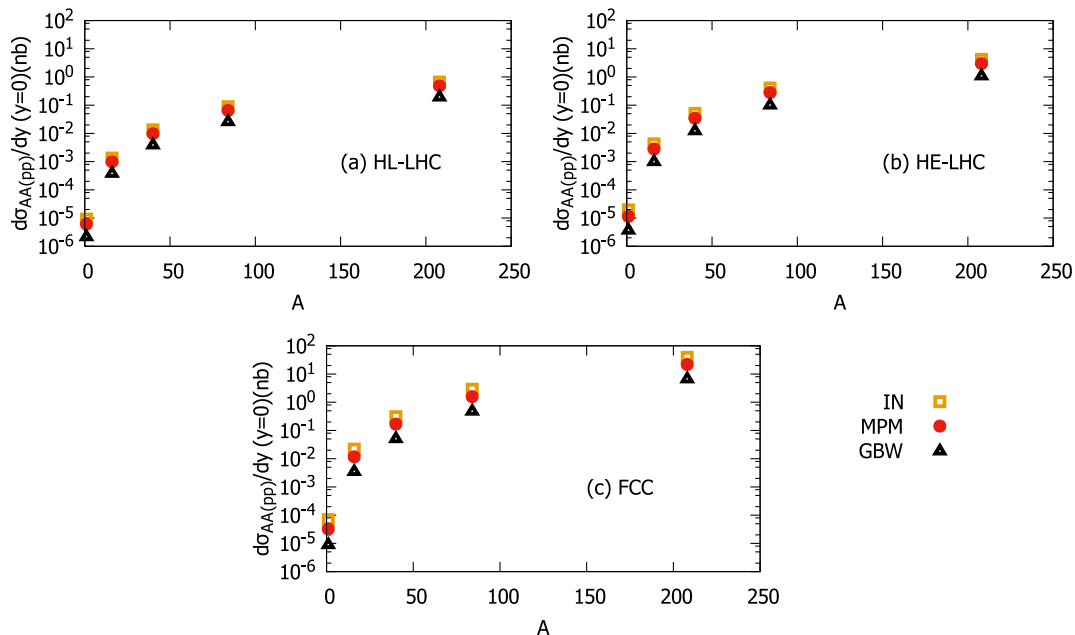 dσ_AA(pp)/dy (y=0)(nb)
10^2
10^1
10^0
10^-1
10^-2
10^-3
10^-4
10^-5
10^-6
(a) HL-LHC
0 50 100 150 200 250
A
dσ_AA(pp)/dy (y=0)(nb)
10^2
10^1
10^0
10^-1
10^-2
10^-3
10^-4
10^-5
10^-6
(b) HE-LHC
0 50 100 150 200 250
A
dσ_AA(pp)/dy (y=0)(nb)
10^2
10^1
10^0
10^-1
10^-2
10^-3
10^-4
10^-5
10^-6
(c) FCC
0 50 100 150 200 250
A
IN
MPM
GBW